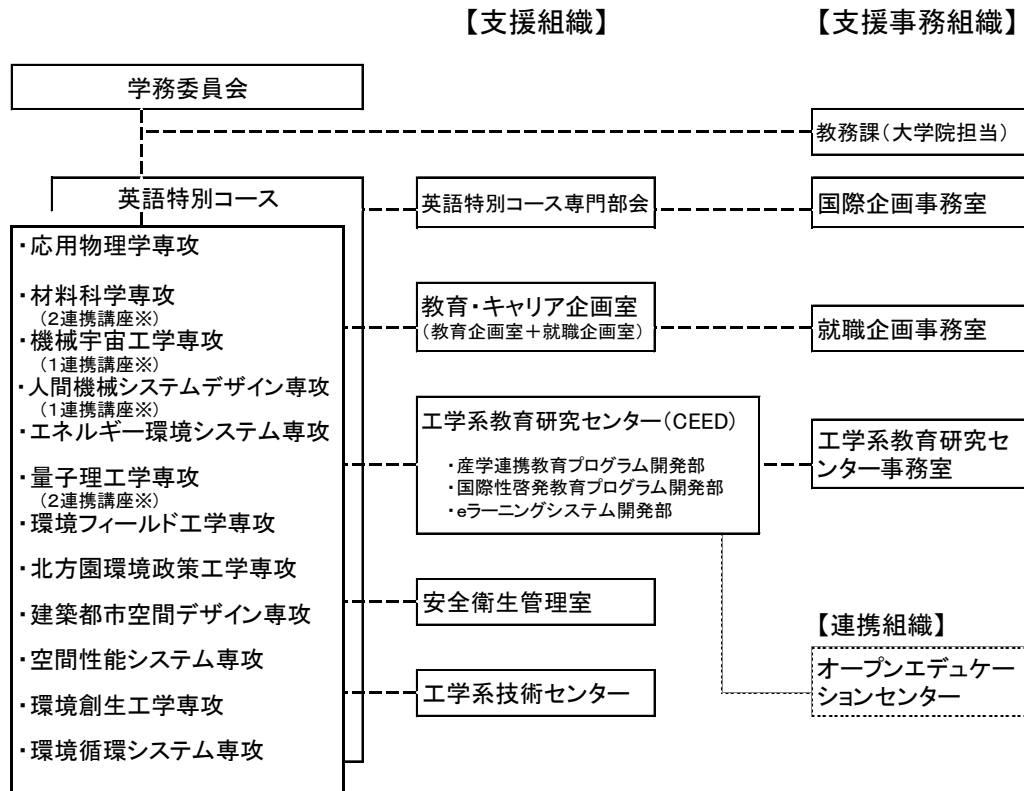 【支援組織】
【支援事務組織】
学務委員会
教務課(大学院担当)
英語特別コース
英語特別コース専門部会
国際企画事務室
・応用物理学専攻
・材料科学専攻
(2連携講座※)
・機械宇宙工学専攻
(1連携講座※)
・人間機械システムデザイン専攻
(1連携講座※)
・エネルギー環境システム専攻
・量子理工学専攻
(2連携講座※)
・環境フィールド工学専攻
・北方圏環境政策工学専攻
・建築都市空間デザイン専攻
・空間性能システム専攻
・環境創生工学専攻
・環境循環システム専攻
教育・キャリア企画室
(教育企画室+就職企画室)
就職企画事務室
工学系教育研究センター(CEED)
・産学連携教育プログラム開発部
・国際性啓発教育プログラム開発部
・eラーニングシステム開発部
工学系教育研究セ
ンター事務室
安全衛生管理室
工学系技術センター
【連携組織】
オープンエデュケー
ションセンター